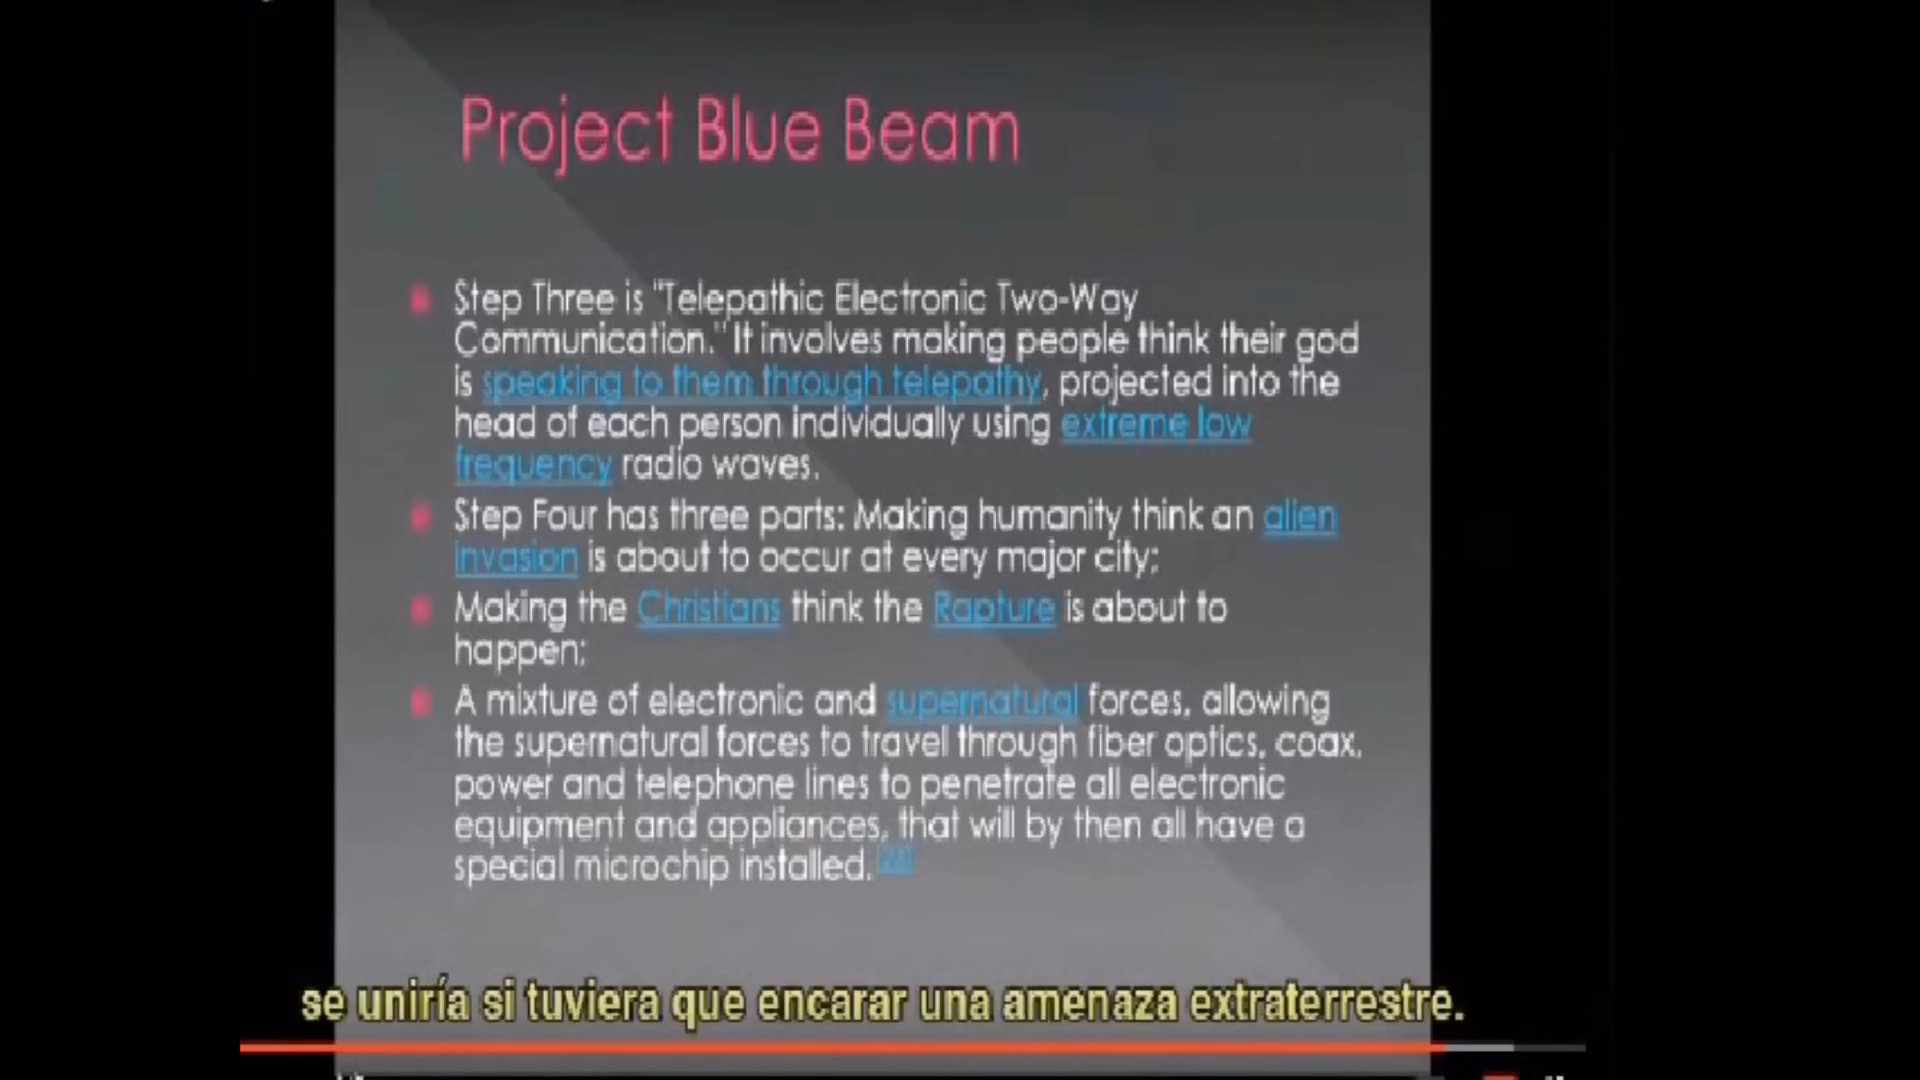 Project Blue Beam
Step Three is "Telepathic Electronic Two-Way
Communication." It involves making people think their god
is speaking to them through telepathy, projected into the
head of each person individually using extreme low
frequency radio waves.
Step Four has three parts: Making humanity think an alien
invasion is about to occur at every major city;
Making the Christians think the Rapture is about to
happen;
A mixture of electronic and supernatural forces, allowing
the supernatural forces to travel through fiber optics, coax,
power and telephone lines to penetrate all electronic
equipment and appliances, that will by then all have a
special microchip installed.
se uniría si tuviera que encarar una amenaza extraterrestre.